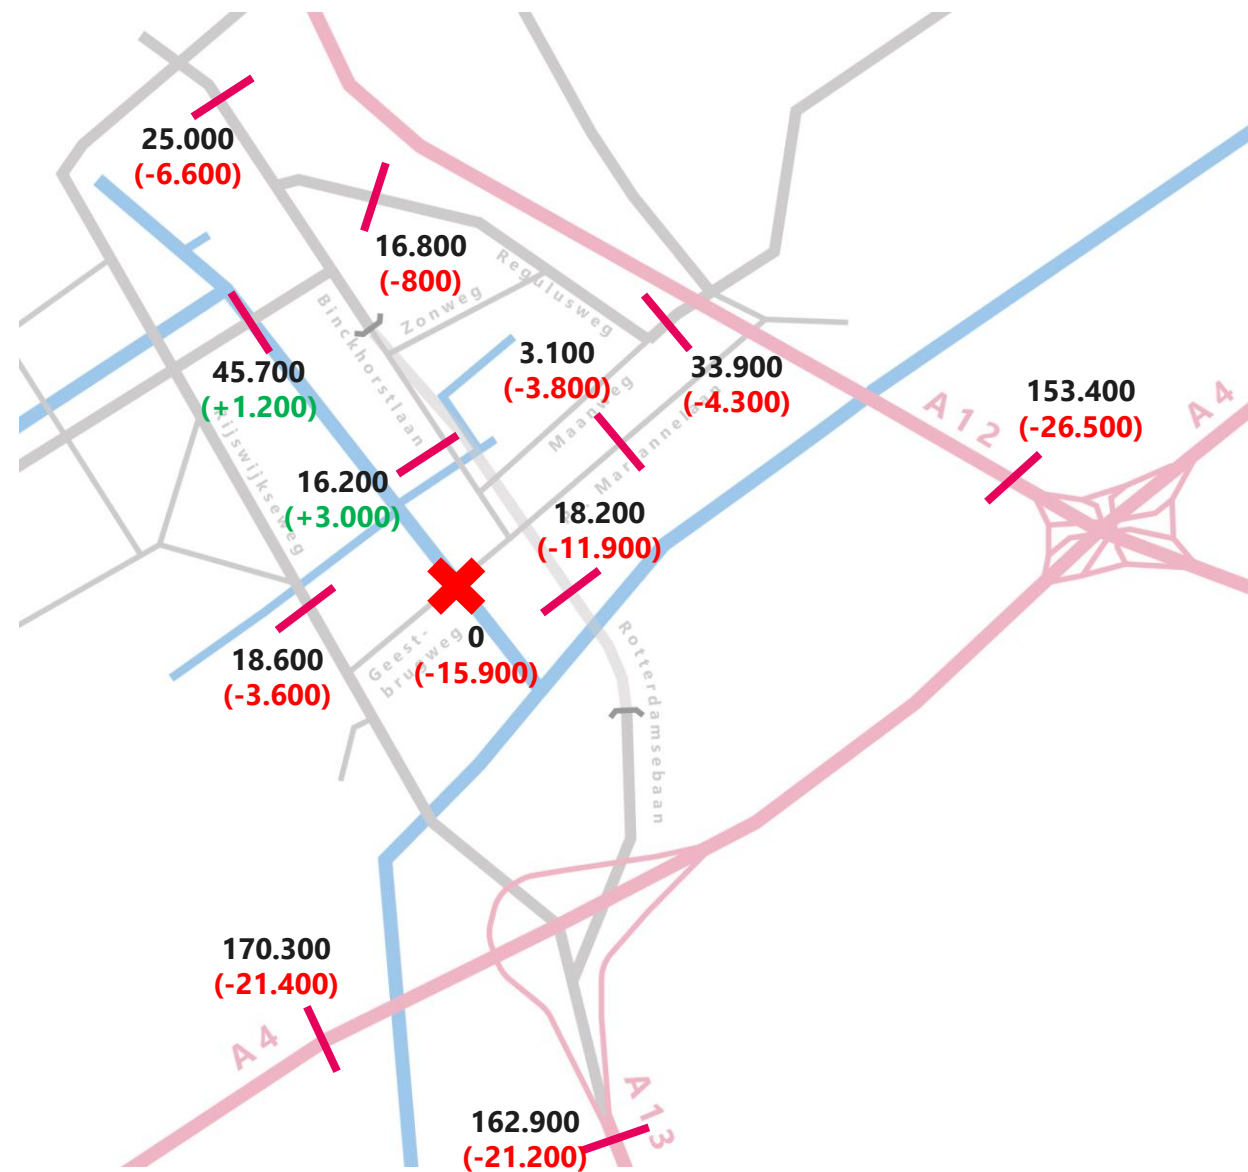 25.000
(-6.600)
16.800
(-800)
Regulusweg
Zonweg
Binckhorstlaan
3.100
(-3.800)
33.900
(-4.300)
45.700
(+1.200)
153.400
(-26.500)
A12
A4
Maanweg
Mariannelaan
Rijswijkseweg
16.200
(+3.000)
18.200
(-11.900)
0
(-15.900)
Geest-
brugweg
18.600
(-3.600)
Rotterdamsebaan
170.300
(-21.400)
A4
A13
162.900
(-21.200)